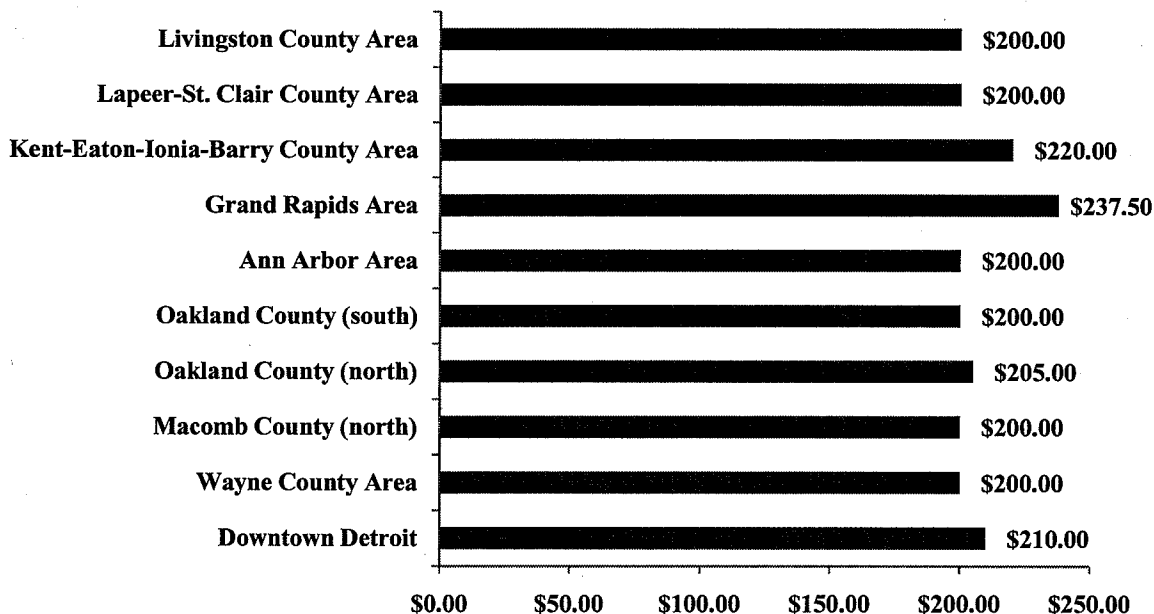 Livingston County Area $200.00
Lapeer-St. Clair County Area $200.00
Kent-Eaton-Ionia-Barry County Area $220.00
Grand Rapids Area $237.50
Ann Arbor Area $200.00
Oakland County (south) $200.00
Oakland County (north) $205.00
Macomb County (north) $200.00
Wayne County Area $200.00
Downtown Detroit $210.00
$0.00 $50.00 $100.00 $150.00 $200.00 $250.00